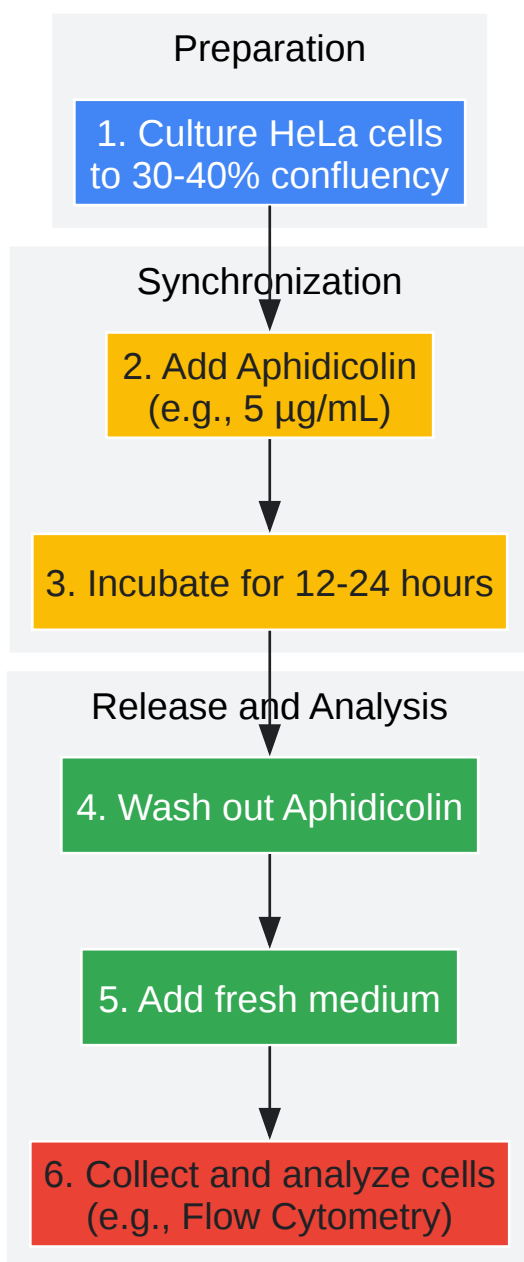 Preparation
1. Culture HeLa cells
to 30-40% confluency
Synchronization
2. Add Aphidicolin
(e.g., 5 µg/mL)
3. Incubate for 12-24 hours
Release and Analysis
4. Wash out Aphidicolin
5. Add fresh medium
6. Collect and analyze cells
(e.g., Flow Cytometry)